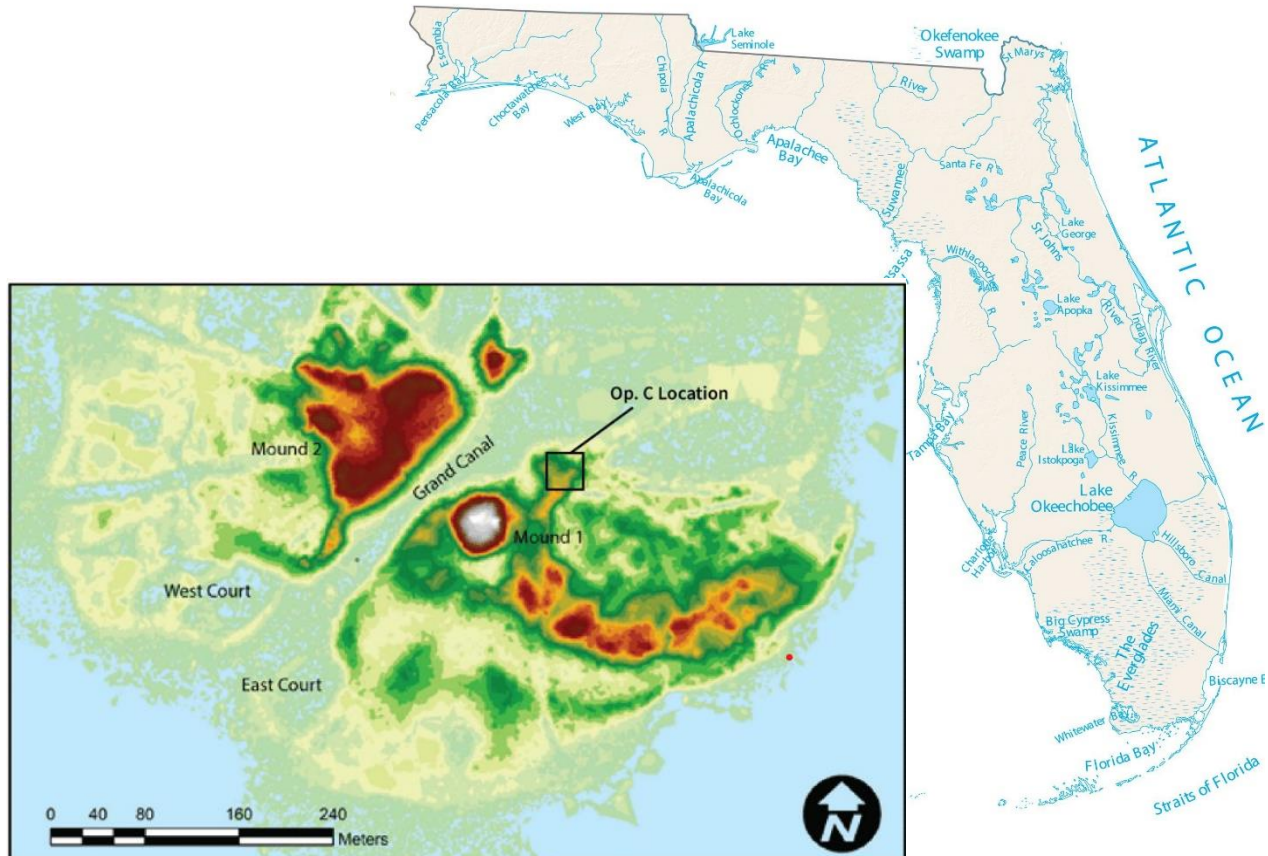 Okefenokee
Swamp
St Marys R
Lake
Seminole
Escambia
Pensacola Bay
Choctawatchee
Bay
West Bay
Chipola
R
Apalachicola R
Ochlockonee
R
Apalachicola
Bay
Apalachee
Bay
River
Suwannee
Santa Fe R
St Johns
Lake
George
Withlacooch
R
Lake
Apopka
River
Indian River
Lake
Kissimmee
Kissimmee R
Tampa Bay
Peace River
Lake
Istokpoga
Lake
Okeechobee
Charlotte
Harbor
Caloosahatchee R
Hillsboro Canal
Miami Canal
Big Cypress
Swamp
The
Everglades
Biscayne B
Whitewater Bay
Florida Bay
Straits of Florida
ATLANTIC OCEAN
Op. C Location
Mound 2
Grand Canal
Mound 1
West Court
East Court
0 40 80 160 240
Meters
N